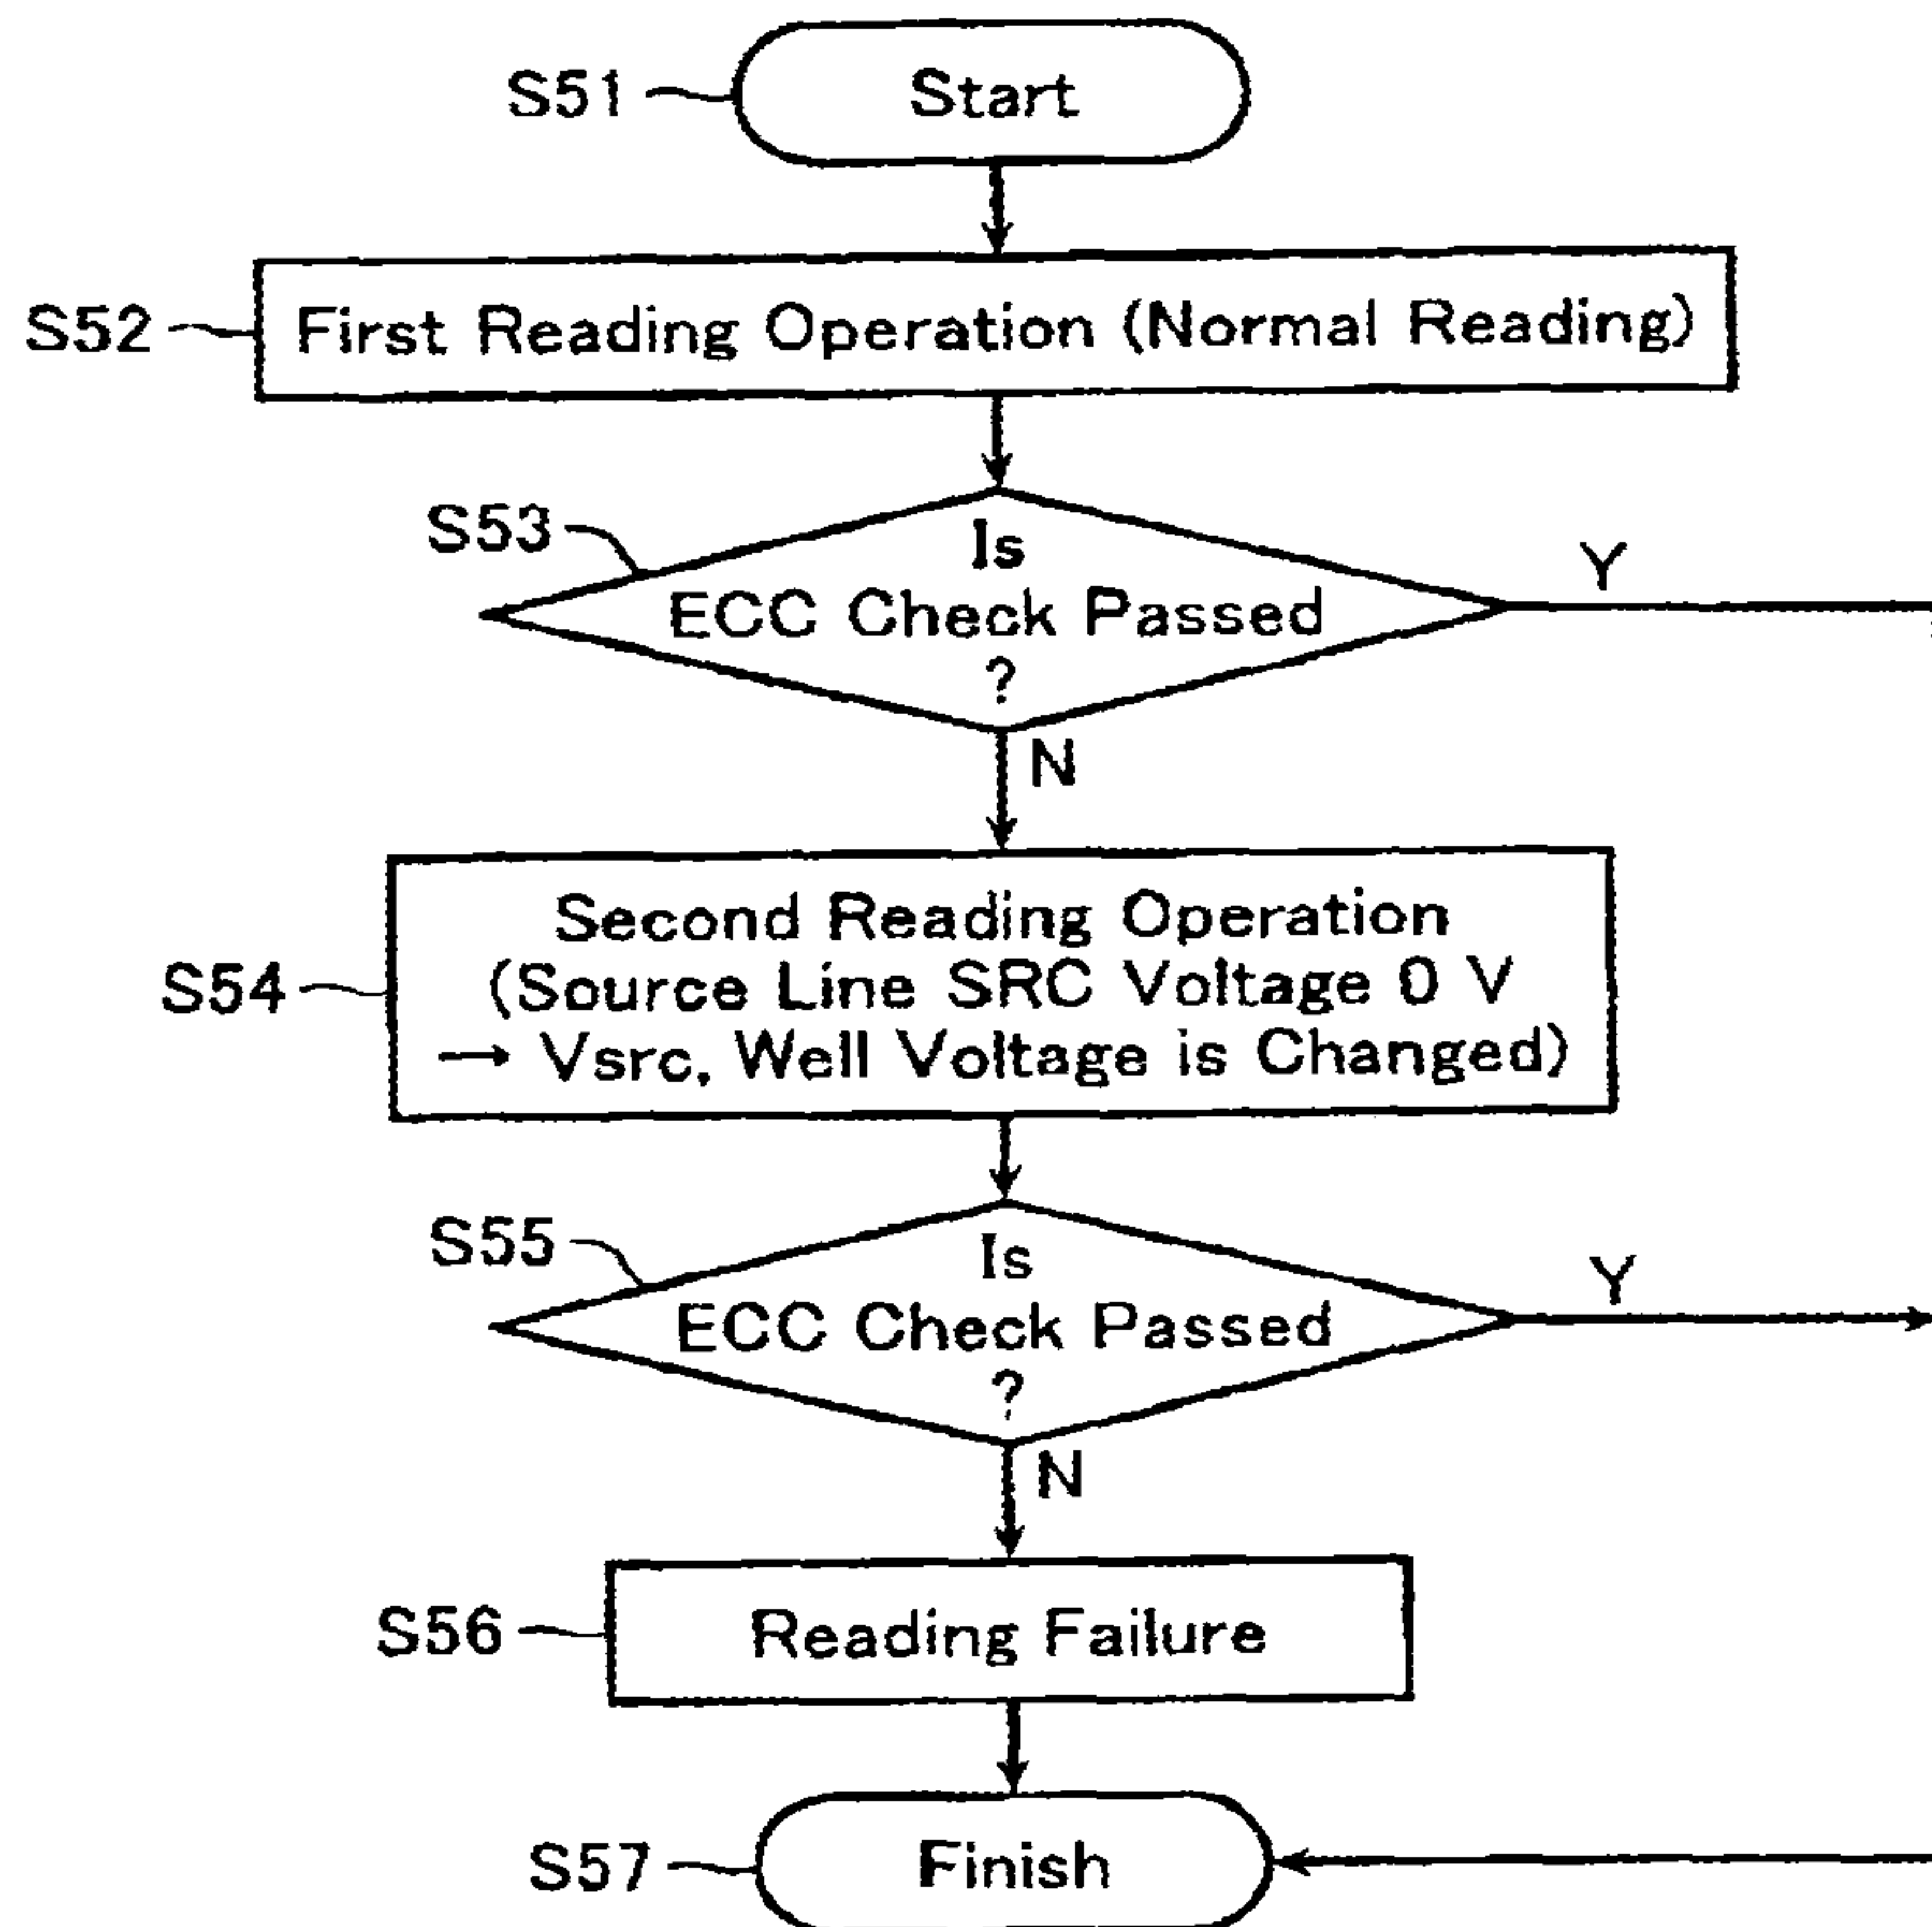 S51
Start
S52
First Reading Operation (Normal Reading)
S53
Is
ECC Check Passed
?
Y
N
S54
Second Reading Operation
(Source Line SRC Voltage 0 V
→ Vsrc, Well Voltage is Changed)
S55
Is
ECC Check Passed
?
Y
N
S56
Reading Failure
S57
Finish